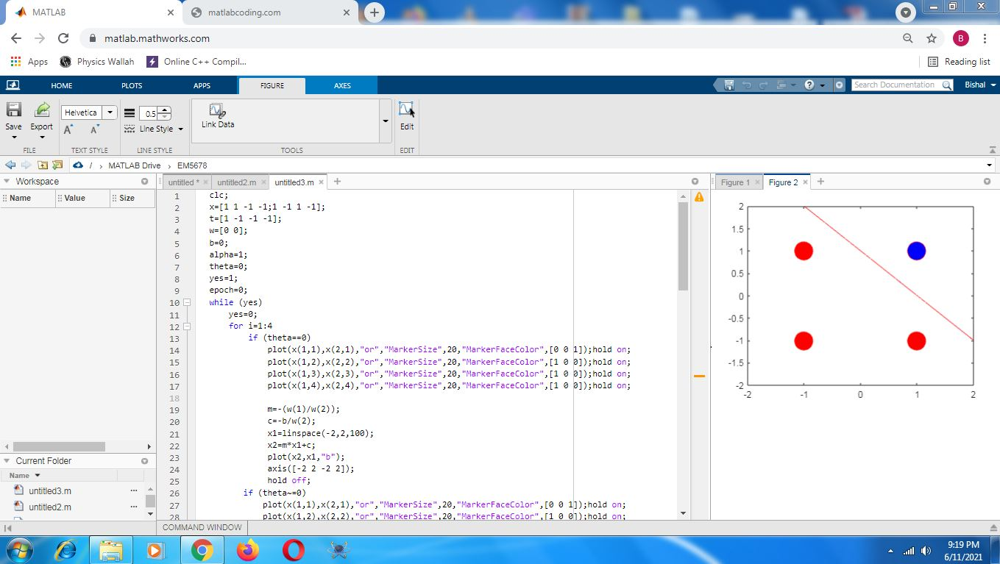 MATLAB
matlabcoding.com
matlab.mathworks.com
B
Apps
Physics Wallah
Online C++ Compil...
Reading list
HOME
PLOTS
APPS
FIGURE
AXES
Search Documentation
Bishal
Helvetica
0.5
Save
Export
A
A
Line Style
Link Data
Edit
FILE
TEXT STYLE
LINE STYLE
TOOLS
EDIT
/ › MATLAB Drive › EM5678
Workspace
Name
Value
Size
untitled *
untitled2.m
untitled3.m
Figure 1
Figure 2
1 clc;
2 x=[1 1 -1 -1;1 -1 1 -1];
3 t=[1 -1 -1 -1];
4 w=[0 0];
5 b=0;
6 alpha=1;
7 theta=0;
8 yes=1;
9 epoch=0;
10 while (yes)
11 yes=0;
12 for i=1:4
13 if (theta==0)
14 plot(x(1,1),x(2,1),"or","MarkerSize",20,"MarkerFaceColor",[0 0 1]);hold on;
15 plot(x(1,2),x(2,2),"or","MarkerSize",20,"MarkerFaceColor",[1 0 0]);hold on;
16 plot(x(1,3),x(2,3),"or","MarkerSize",20,"MarkerFaceColor",[1 0 0]);hold on;
17 plot(x(1,4),x(2,4),"or","MarkerSize",20,"MarkerFaceColor",[1 0 0]);hold on;
18
19 m=-(w(1)/w(2));
20 c=-b/w(2);
21 x1=linspace(-2,2,100);
22 x2=m*x1+c;
23 plot(x2,x1,"b");
24 axis([-2 2 -2 2]);
25 hold off;
26 if (theta~=0)
27 plot(x(1,1),x(2,1),"or","MarkerSize",20,"MarkerFaceColor",[0 0 1]);hold on;
28 plot(x(1,2),x(2,2),"or","MarkerSize",20,"MarkerFaceColor",[1 0 0]);hold on;
2
1.5
1
0.5
0
-0.5
-1
-1.5
-2
-2 -1 0 1 2
Current Folder
Name
untitled3.m
untitled2.m
COMMAND WINDOW
9:19 PM
6/11/2021